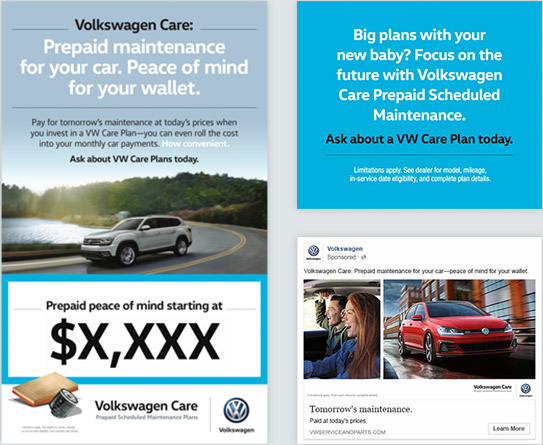 Volkswagen Care:
Prepaid maintenance
for your car. Peace of mind
for your wallet.
Pay for tomorrow's maintenance at today's prices when
you invest in a VW Care Plan—you can even roll the cost
into your monthly car payments. How convenient.
Ask about VW Care Plans today.
Prepaid peace of mind starting at
$X,XXX
Volkswagen Care
Prepaid Scheduled Maintenance Plans
Volkswagen
Big plans with your
new baby? Focus on the
future with Volkswagen
Care Prepaid Scheduled
Maintenance.
Ask about a VW Care Plan today.
Limitations apply. See dealer for model, mileage,
in-service date eligibility, and complete plan details.
Volkswagen
Sponsored ·
Volkswagen Care: Prepaid maintenance for your car—peace of mind for your wallet.
Volkswagen Care
Tomorrow's maintenance.
Paid at today's prices.
VWSERVICEANDPARTS.COM
Learn More